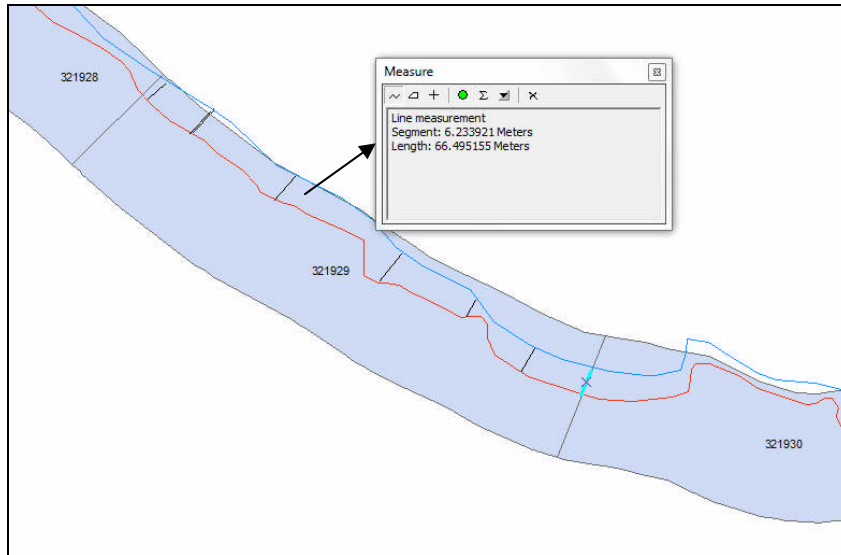 321928
Measure
Line measurement
Segment: 6.233921 Meters
Length: 66.495155 Meters
321929
321930